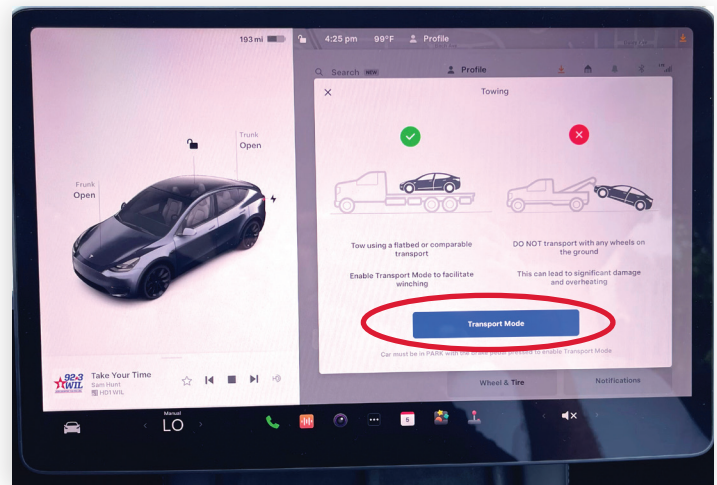 193 mi
4:25 pm 99°F Profile
Search NEW
Profile
Towing
Trunk
Open
Frunk
Open
Tow using a flatbed or comparable
transport
Enable Transport Mode to facilitate
winching
DO NOT transport with any wheels on
the ground
This can lead to significant damage
and overheating
Transport Mode
Car must be in PARK with the brake pedal pressed to enable Transport Mode
92.3
WIL
Take Your Time
Sam Hunt
HD1 WIL
Wheel & Tire
Notifications
Manual
LO
5